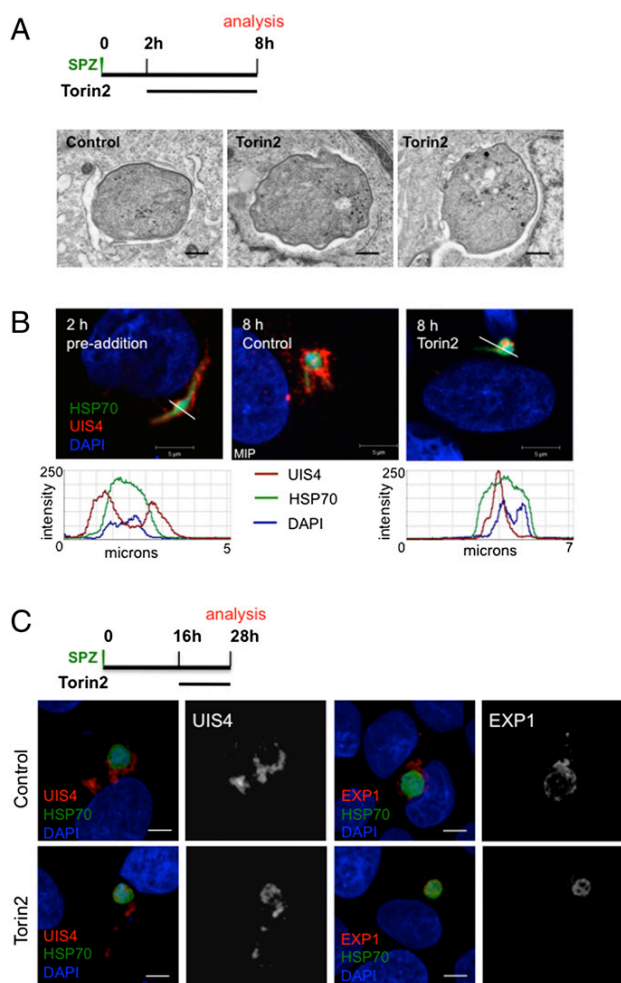 A
analysis
0 2h 8h
SPZ
Torin2
Control Torin2 Torin2
B
2 h
pre-addition
HSP70
UIS4
DAPI
5 µm
8 h
Control
MIP
5 µm
8 h
Torin2
5 µm
250
intensity
0 microns 5
UIS4
HSP70
DAPI
250
intensity
0 microns 7
C
analysis
0 16h 28h
SPZ
Torin2
Control
UIS4
HSP70
DAPI
UIS4
EXP1
HSP70
DAPI
EXP1
Torin2
UIS4
HSP70
DAPI
EXP1
HSP70
DAPI